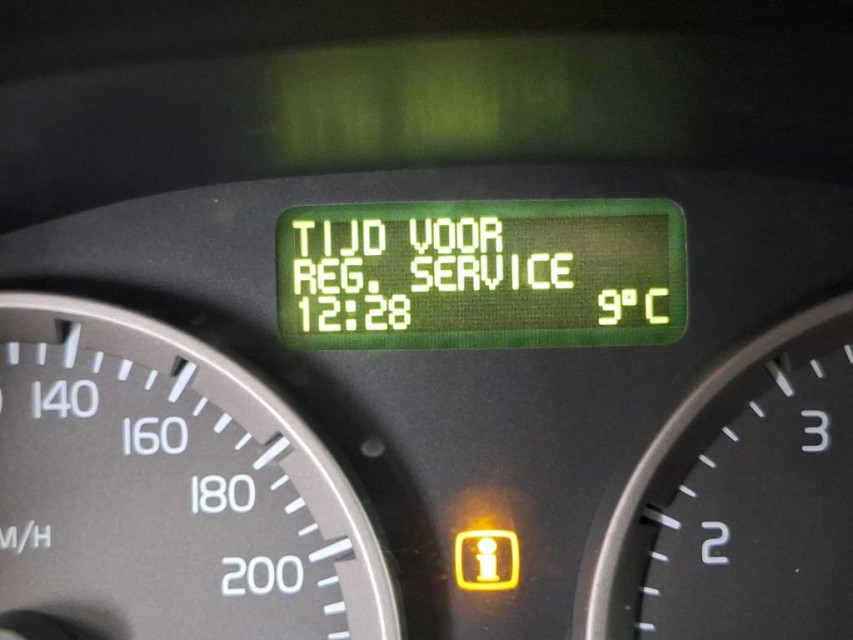 TIJD VOOR
REG. SERVICE
12:28 9°C
140
160
180
200
M/H
3
2
i